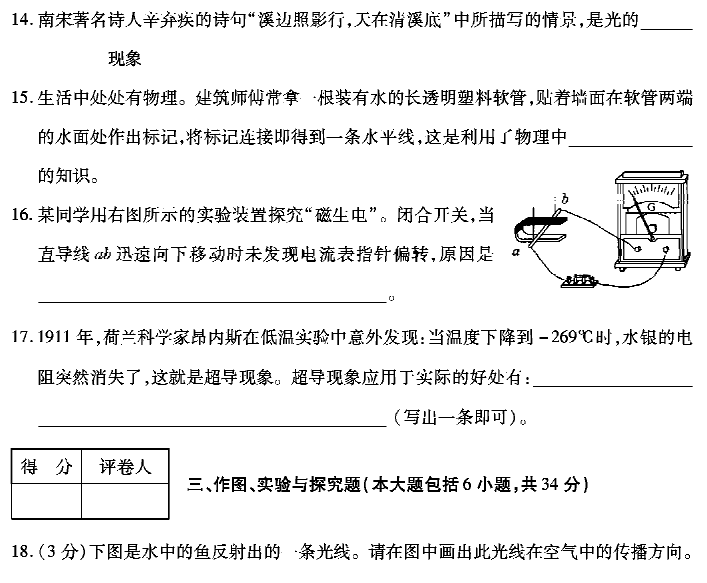 14.南宋著名诗人辛弃疾的诗句“溪边照影行,天在清溪底”中所描写的情景,是光的______
现象
15.生活中处处有物理。建筑师傅常拿一根装有水的长透明塑料软管,贴着墙面在软管两端
的水面处作出标记,将标记连接即得到一条水平线,这是利用了物理中______
的知识。
16.某同学用右图所示的实验装置探究“磁生电”。闭合开关,当
直导线ab迅速向下移动时未发现电流表指针偏转,原因是
______。
a
b
G
17.1911年,荷兰科学家昂内斯在低温实验中意外发现:当温度下降到-269℃时,水银的电
阻突然消失了,这就是超导现象。超导现象应用于实际的好处有:______
______(写出一条即可)。
得 分 评卷人
三、作图、实验与探究题(本大题包括6小题,共34分)
18.(3分)下图是水中的鱼反射出的一条光线。请在图中画出此光线在空气中的传播方向。